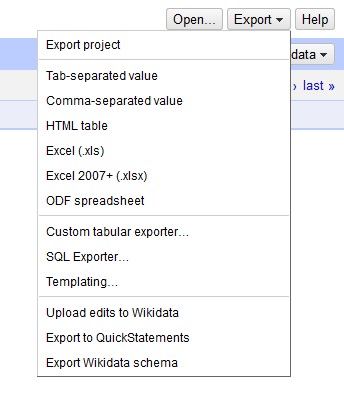 Open... Export Help
Export project
data
Tab-separated value
› last »
Comma-separated value
HTML table
Excel (.xls)
Excel 2007+ (.xlsx)
ODF spreadsheet
Custom tabular exporter...
SQL Exporter...
Templating...
Upload edits to Wikidata
Export to QuickStatements
Export Wikidata schema